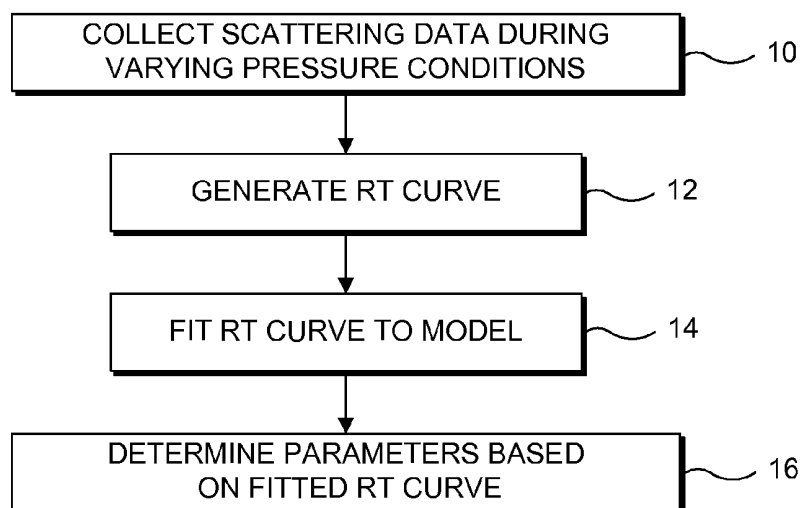 COLLECT SCATTERING DATA DURING
VARYING PRESSURE CONDITIONS
10
GENERATE RT CURVE
12
FIT RT CURVE TO MODEL
14
DETERMINE PARAMETERS BASED
ON FITTED RT CURVE
16